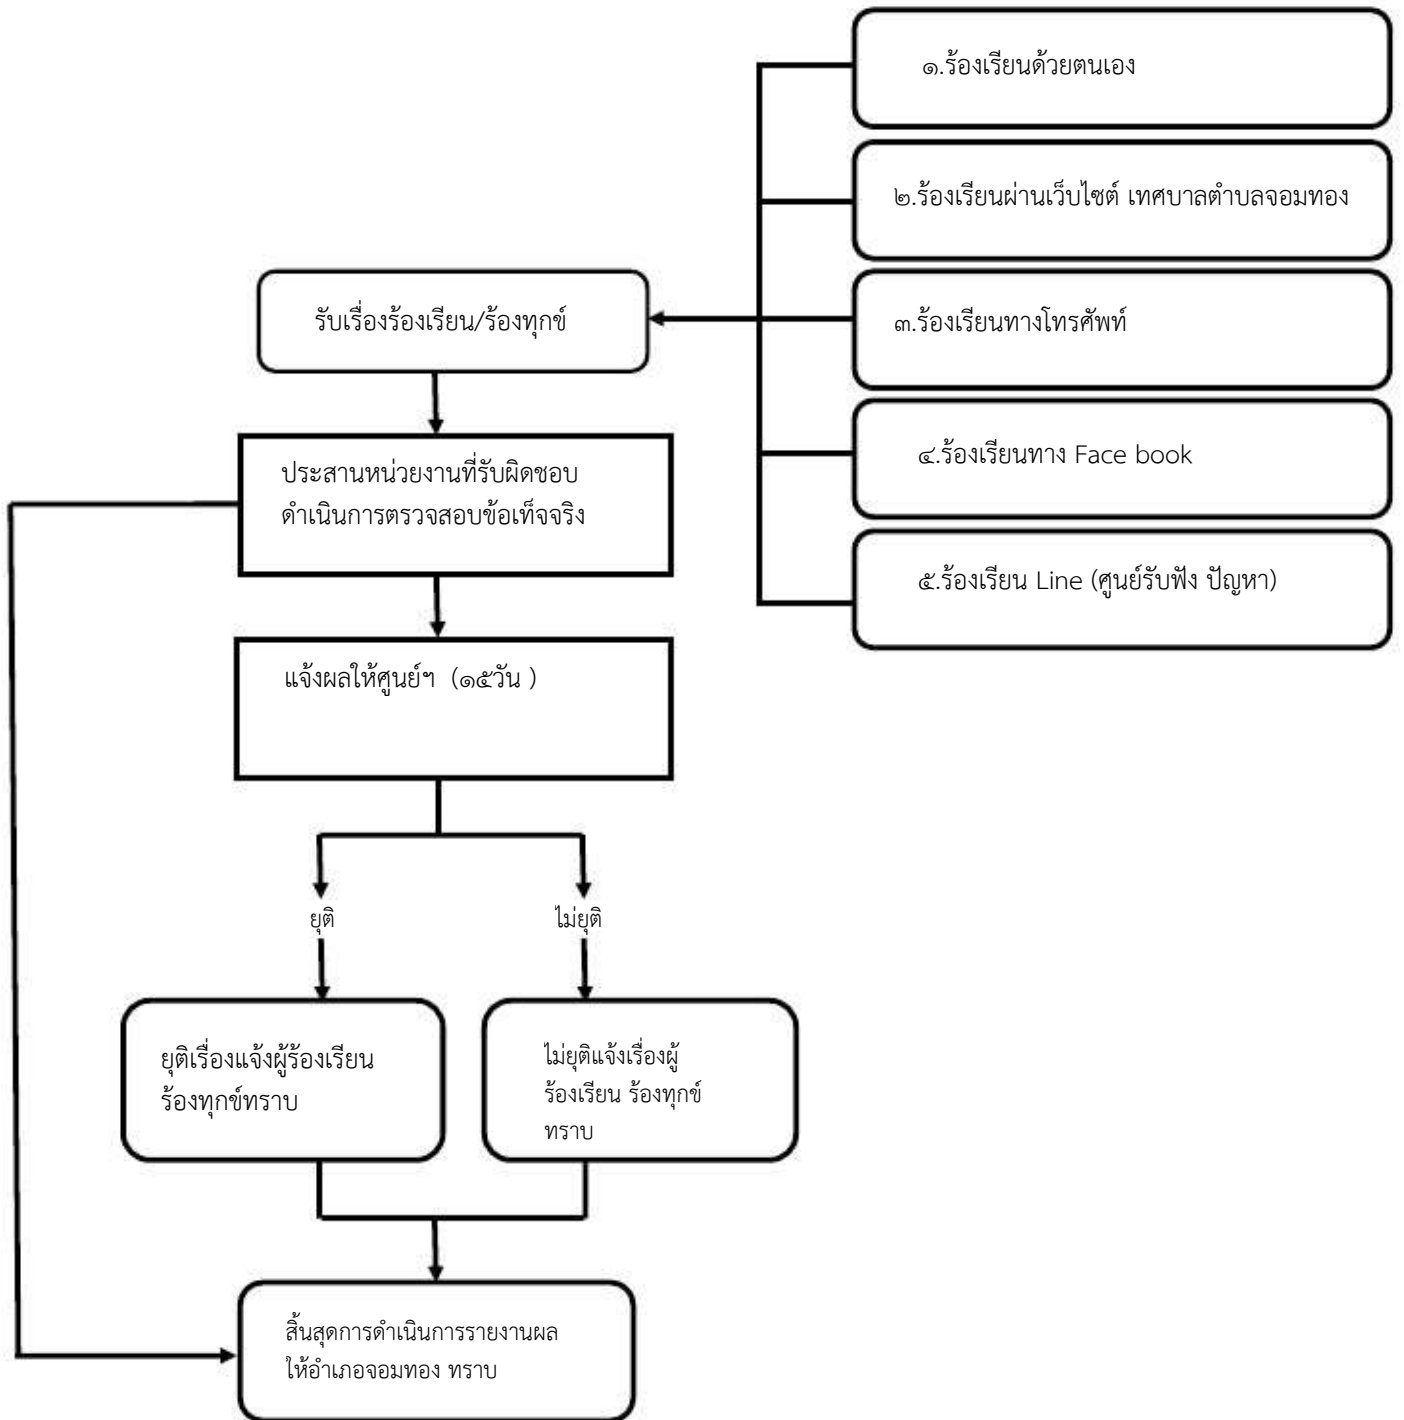 ๑.ร้องเรียนด้วยตนเอง
๒.ร้องเรียนผ่านเว็บไซต์ เทศบาลตำบลจอมทอง
รับเรื่องร้องเรียน/ร้องทุกข์
๓.ร้องเรียนทางโทรศัพท์
๔.ร้องเรียนทาง Face book
ประสานหน่วยงานที่รับผิดชอบ
ดำเนินการตรวจสอบข้อเท็จจริง
๕.ร้องเรียน Line (ศูนย์รับฟัง ปัญหา)
แจ้งผลให้ศูนย์ฯ (๑๕วัน )
ยุติ
ไม่ยุติ
ยุติเรื่องแจ้งผู้ร้องเรียน
ร้องทุกข์ทราบ
ไม่ยุติแจ้งเรื่องผู้
ร้องเรียน ร้องทุกข์
ทราบ
สิ้นสุดการดำเนินการรายงานผล
ให้อำเภอจอมทอง ทราบ